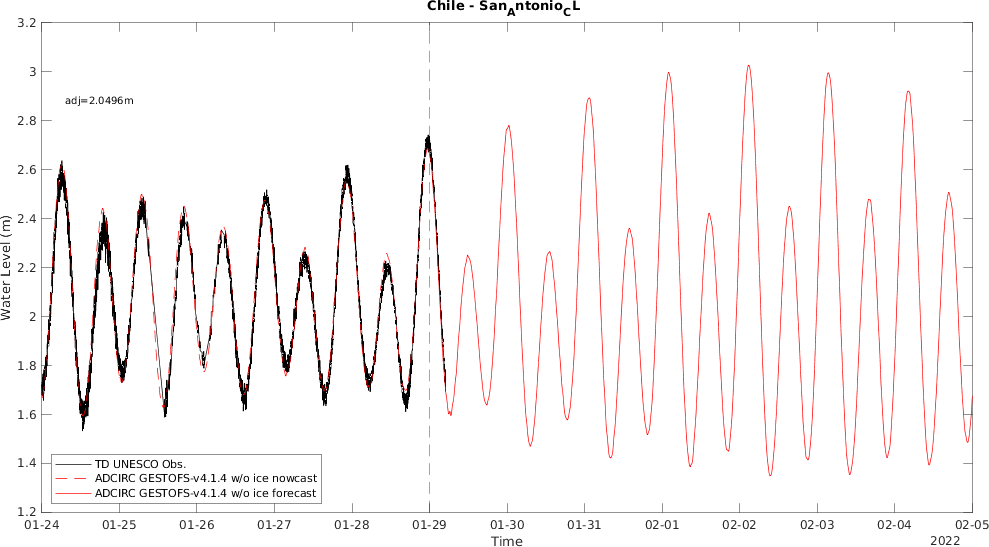 Chile - SanAntonioCL
3.2
3
2.8
2.6
2.4
2.2
2
1.8
1.6
1.4
1.2
Water Level (m)
adj=2.0496m
TD UNESCO Obs.
ADCIRC GESTOFS-v4.1.4 w/o ice nowcast
ADCIRC GESTOFS-v4.1.4 w/o ice forecast
01-24 01-25 01-26 01-27 01-28 01-29 01-30 01-31 02-01 02-02 02-03 02-04 02-05
Time
2022